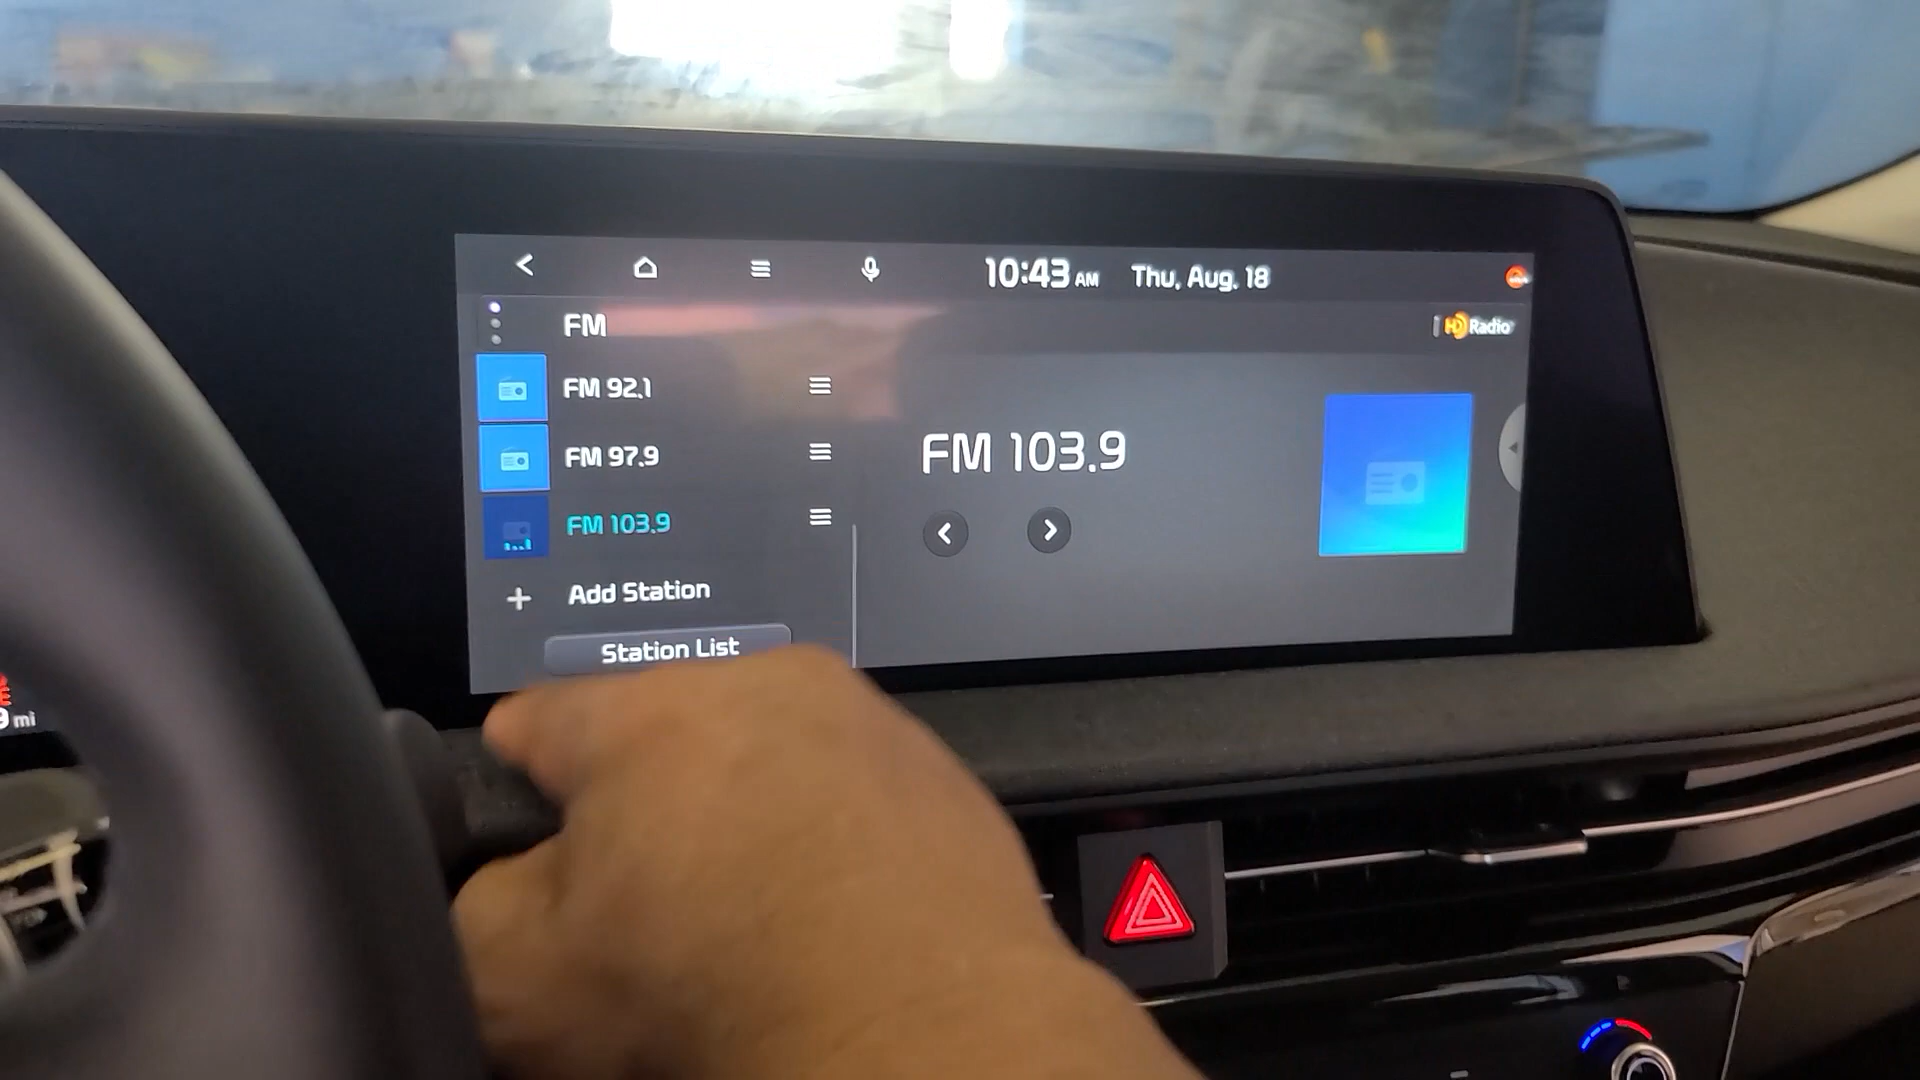 10:43 AM Thu, Aug. 18
FM
HD Radio
FM 92.1
FM 97.9
FM 103.9
Add Station
Station List
FM 103.9
9 mi